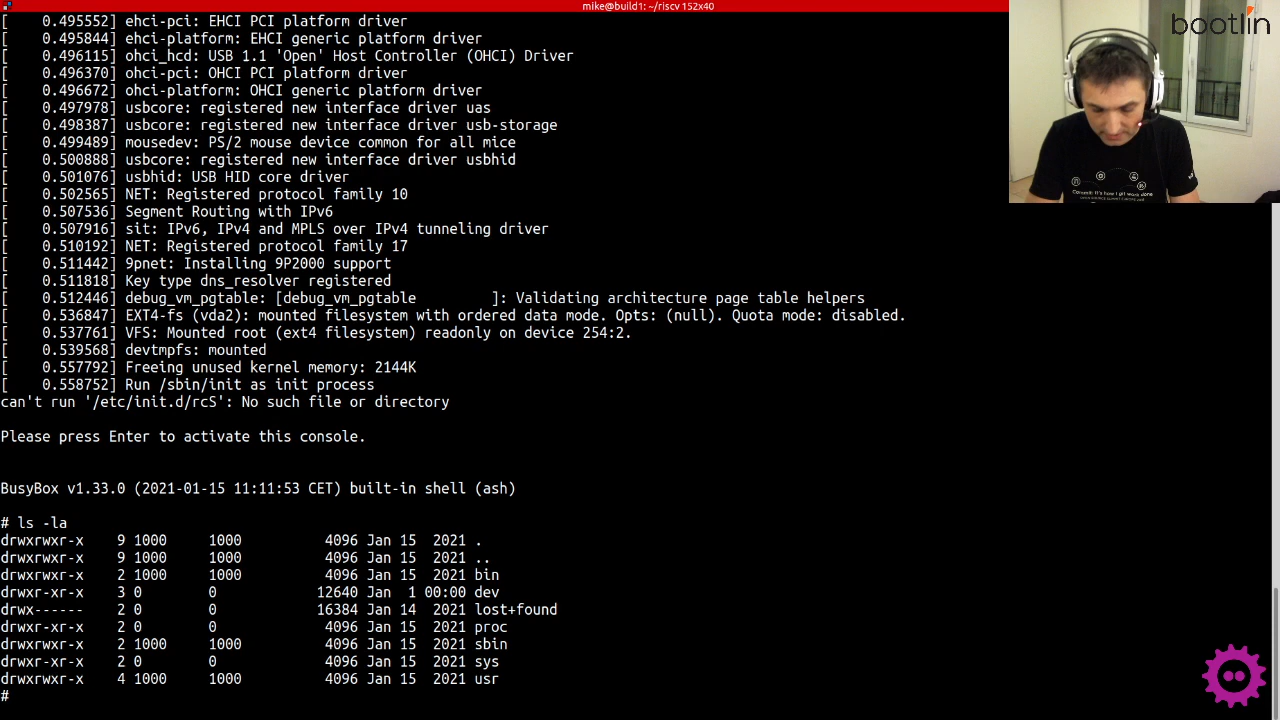 mike@build1: ~/riscv 152x40
[    0.495552] ehci-pci: EHCI PCI platform driver
[    0.495844] ehci-platform: EHCI generic platform driver
[    0.496115] ohci_hcd: USB 1.1 'Open' Host Controller (OHCI) Driver
[    0.496370] ohci-pci: OHCI PCI platform driver
[    0.496672] ohci-platform: OHCI generic platform driver
[    0.497978] usbcore: registered new interface driver uas
[    0.498387] usbcore: registered new interface driver usb-storage
[    0.499489] mousedev: PS/2 mouse device common for all mice
[    0.500888] usbcore: registered new interface driver usbhid
[    0.501076] usbhid: USB HID core driver
[    0.502565] NET: Registered protocol family 10
[    0.507536] Segment Routing with IPv6
[    0.507916] sit: IPv6, IPv4 and MPLS over IPv4 tunneling driver
[    0.510192] NET: Registered protocol family 17
[    0.511442] 9pnet: Installing 9P2000 support
[    0.511818] Key type dns_resolver registered
[    0.512446] debug_vm_pgtable: [debug_vm_pgtable         ]: Validating architecture page table helpers
[    0.536847] EXT4-fs (vda2): mounted filesystem with ordered data mode. Opts: (null). Quota mode: disabled.
[    0.537761] VFS: Mounted root (ext4 filesystem) readonly on device 254:2.
[    0.539568] devtmpfs: mounted
[    0.557792] Freeing unused kernel memory: 2144K
[    0.558752] Run /sbin/init as init process
can't run '/etc/init.d/rcS': No such file or directory
Please press Enter to activate this console.
BusyBox v1.33.0 (2021-01-15 11:11:53 CET) built-in shell (ash)
# ls -la
drwxrwxr-x    9 1000     1000          4096 Jan 15  2021 .
drwxrwxr-x    9 1000     1000          4096 Jan 15  2021 ..
drwxrwxr-x    2 1000     1000          4096 Jan 15  2021 bin
drwxr-xr-x    3 0        0            12640 Jan  1 00:00 dev
drwx------    2 0        0            16384 Jan 14  2021 lost+found
drwxr-xr-x    2 0        0             4096 Jan 15  2021 proc
drwxrwxr-x    2 1000     1000          4096 Jan 15  2021 sbin
drwxr-xr-x    2 0        0             4096 Jan 15  2021 sys
drwxrwxr-x    4 1000     1000          4096 Jan 15  2021 usr
#
bootlin
Commit: It's how I git work done